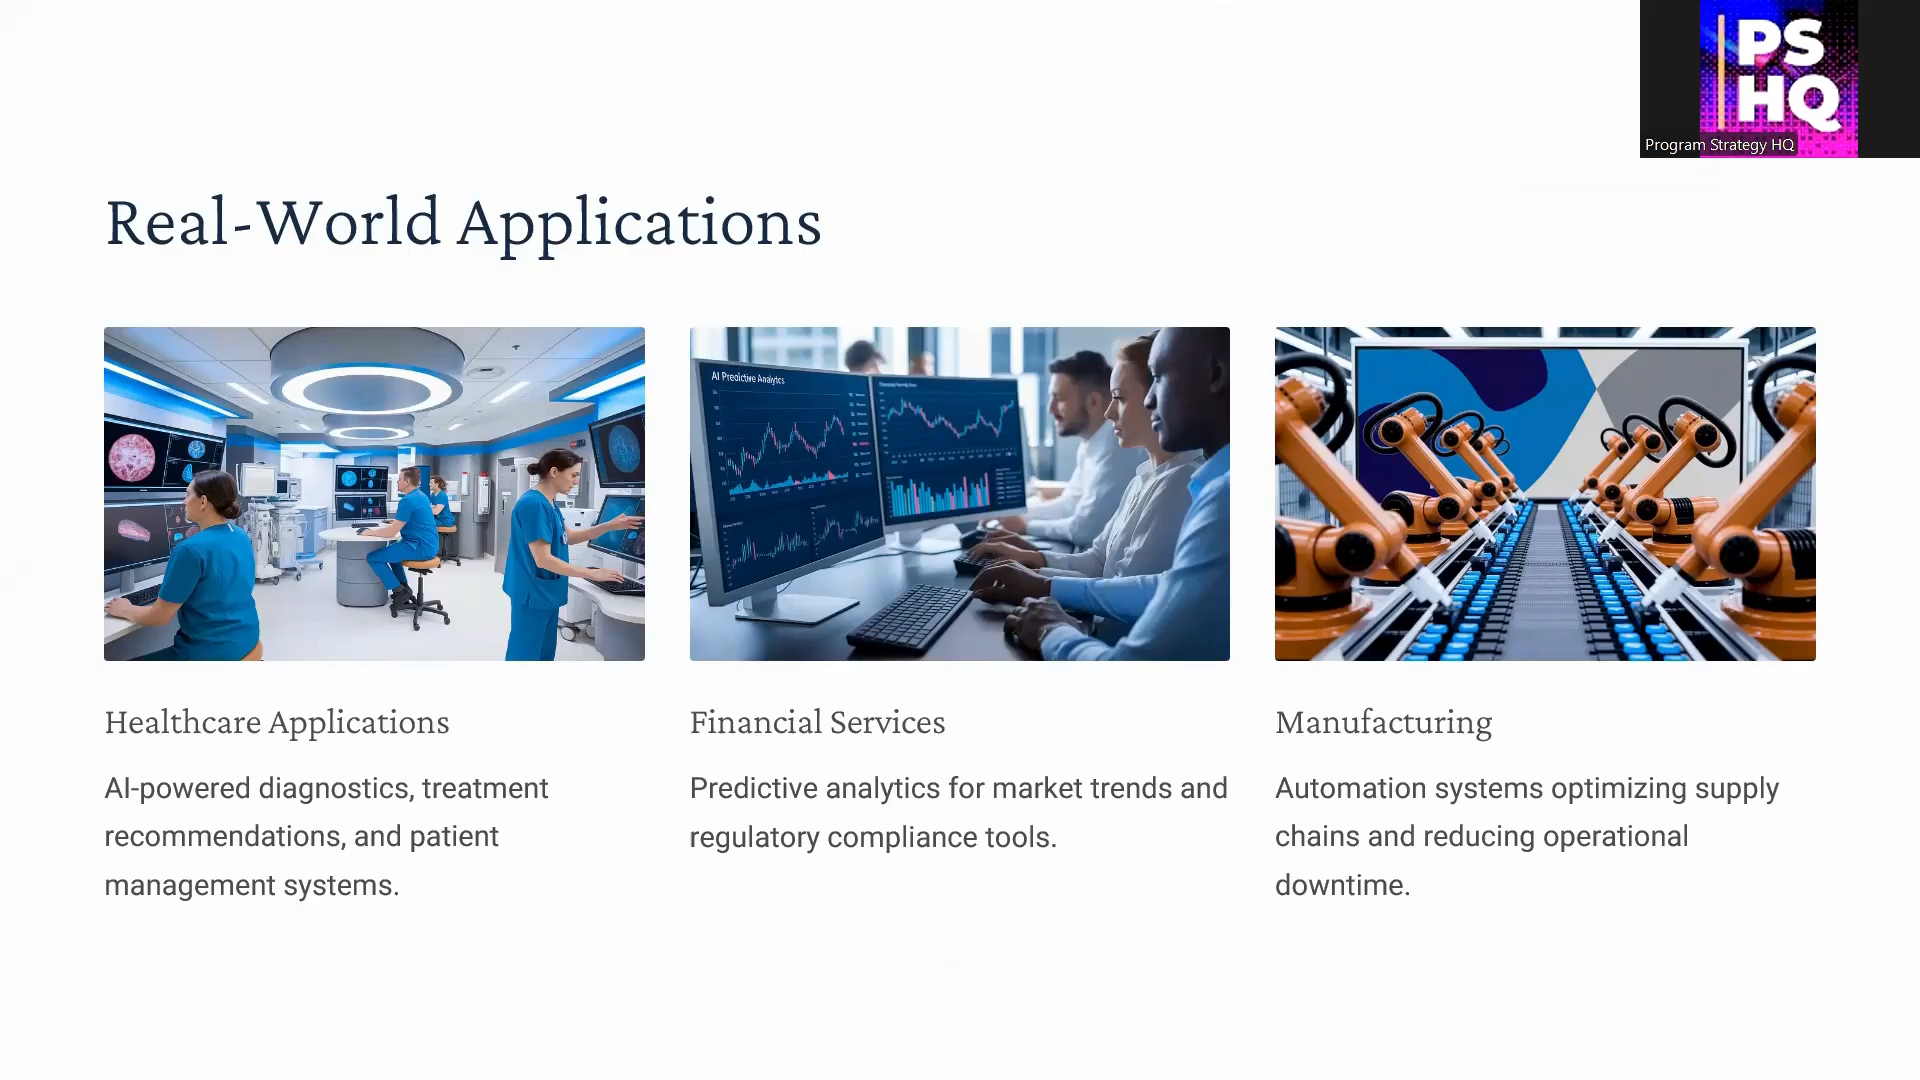 PS
HQ
Program Strategy HQ
Real-World Applications
AI Predictive Analytics
Healthcare Applications
AI-powered diagnostics, treatment
recommendations, and patient
management systems.
Financial Services
Predictive analytics for market trends and
regulatory compliance tools.
Manufacturing
Automation systems optimizing supply
chains and reducing operational
downtime.